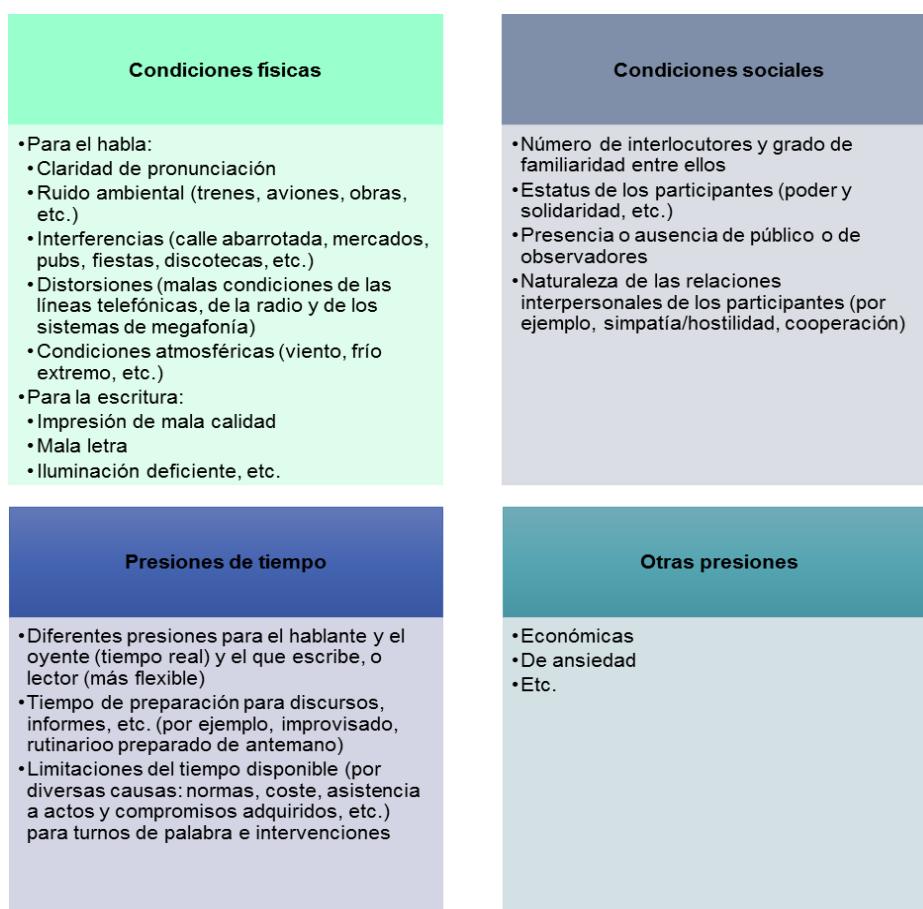 Condiciones físicas
•Para el habla:
•Claridad de pronunciación
•Ruido ambiental (trenes, aviones, obras,
etc.)
•Interferencias (calle abarrotada, mercados,
pubs, fiestas, discotecas, etc.)
•Distorsiones (malas condiciones de las
líneas telefónicas, de la radio y de los
sistemas de megafonía)
•Condiciones atmosféricas (viento, frío
extremo, etc.)
•Para la escritura:
•Impresión de mala calidad
•Mala letra
•Iluminación deficiente, etc.
Condiciones sociales
•Número de interlocutores y grado de
familiaridad entre ellos
•Estatus de los participantes (poder y
solidaridad, etc.)
•Presencia o ausencia de público o de
observadores
•Naturaleza de las relaciones
interpersonales de los participantes (por
ejemplo, simpatía/hostilidad, cooperación)
Presiones de tiempo
•Diferentes presiones para el hablante y el
oyente (tiempo real) y el que escribe, o
lector (más flexible)
•Tiempo de preparación para discursos,
informes, etc. (por ejemplo, improvisado,
rutinarioo preparado de antemano)
•Limitaciones del tiempo disponible (por
diversas causas: normas, coste, asistencia
a actos y compromisos adquiridos, etc.)
para turnos de palabra e intervenciones
Otras presiones
•Económicas
•De ansiedad
•Etc.